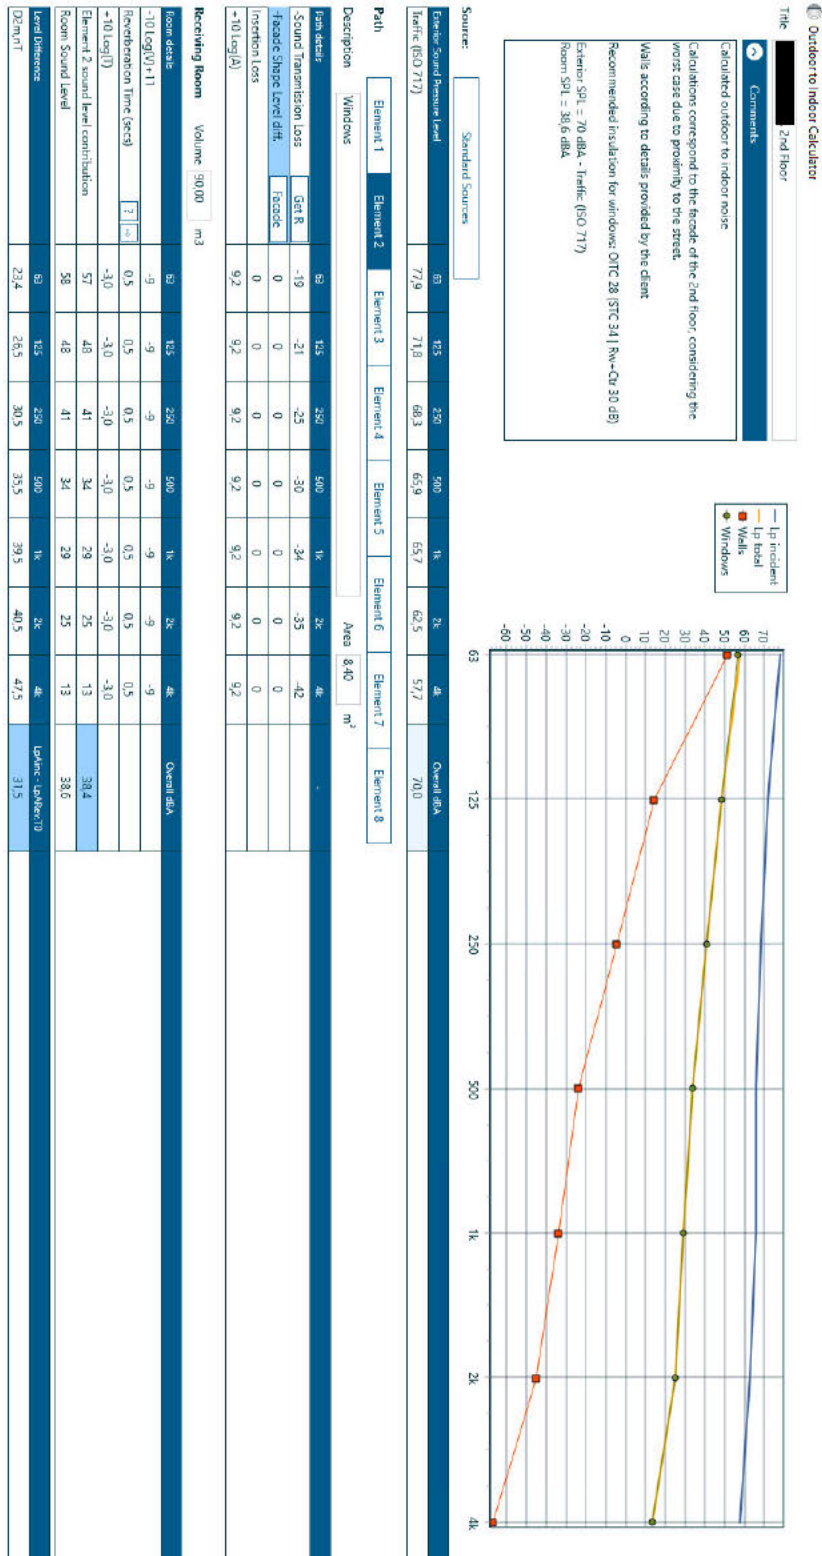 Outdoor to Indoor Calculator
Title 2nd Floor
Comments
Calculated outdoor to indoor noise
Calculations correspond to the facade of the 2nd floor, considering the
worst case due to proximity to the street.
Walls according to details provided by the client
Recommended insulation for windows: OITC 28 (STC 34 | Rw+Ctr 30 dB)
Exterior SPL = 70 dBA - Traffic (ISO 717)
Room SPL = 38,6 dBA
Lp incident
Lp total
Walls
Windows
70
60
50
40
30
20
10
0
-10
-20
-30
-40
-50
-60
63 125 250 500 1k 2k 4k
Source: Standard Sources
Exterior Sound Pressure Level 63 125 250 500 1k 2k 4k Overall dBA
Traffic (ISO 717) 77,9 71,8 68,3 65,9 65,7 62,5 57,7 70,0
Path Element 1 Element 2 Element 3 Element 4 Element 5 Element 6 Element 7 Element 8
Description Windows Area 8,40 m²
Path details 63 125 250 500 1k 2k 4k -
-Sound Transmission Loss Get R -19 -21 -25 -30 -34 -35 -42
-Facade Shape Level diff. Facade 0 0 0 0 0 0 0
Insertion Loss 0 0 0 0 0 0 0
+10 Log(A) 9,2 9,2 9,2 9,2 9,2 9,2 9,2
Receiving Room Volume 90,00 m3
Room details 63 125 250 500 1k 2k 4k Overall dBA
-10 Log(V)+11 -9 -9 -9 -9 -9 -9 -9
Reverberation Time (secs) ? 0,5 0,5 0,5 0,5 0,5 0,5 0,5
+10 Log(T) -3,0 -3,0 -3,0 -3,0 -3,0 -3,0 -3,0
Element 2 sound level contribution 57 48 41 34 29 25 13 38,4
Room Sound Level 58 48 41 34 29 25 13 38,6
Level Difference 63 125 250 500 1k 2k 4k LpAinc - LpARev,T0
D2m,nT 23,4 26,5 30,5 35,5 39,5 40,5 47,5 31,5